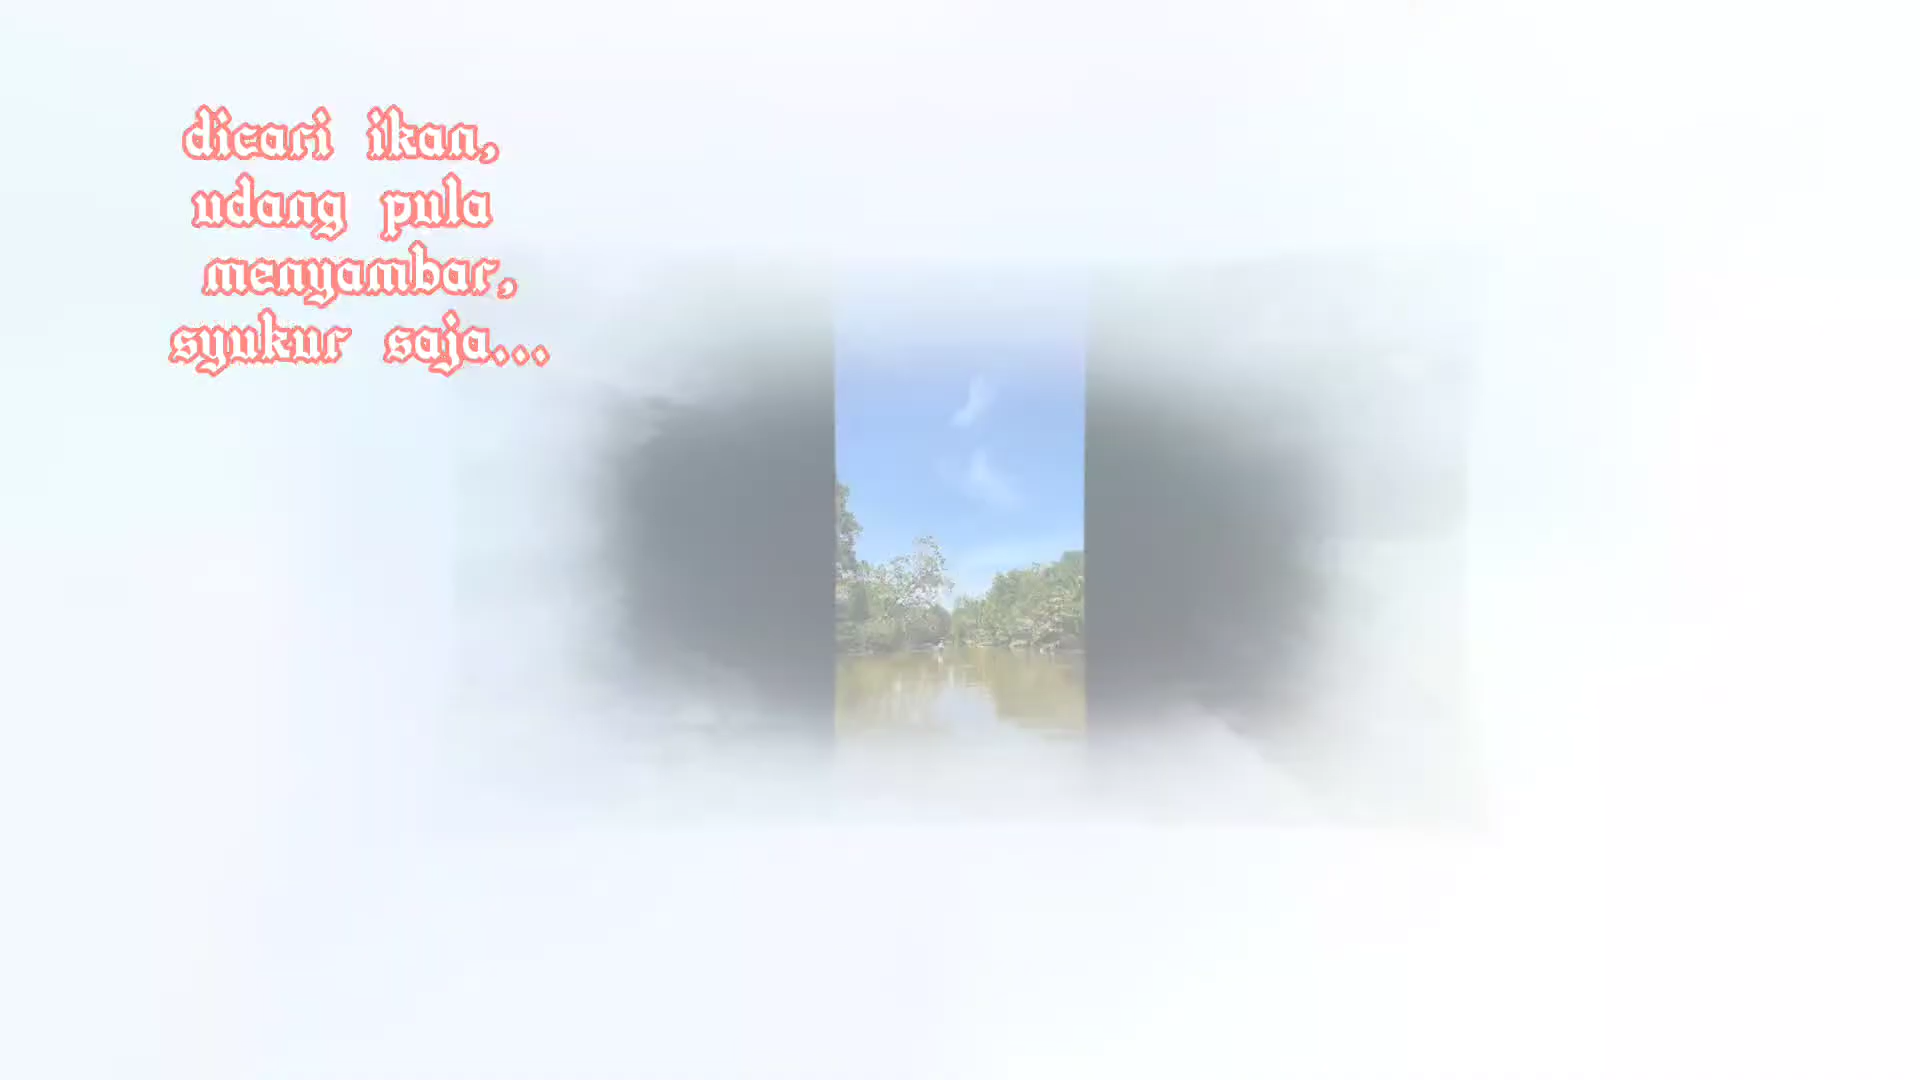 dicari ikan,
udang pula
menyambar,
syukur saja...